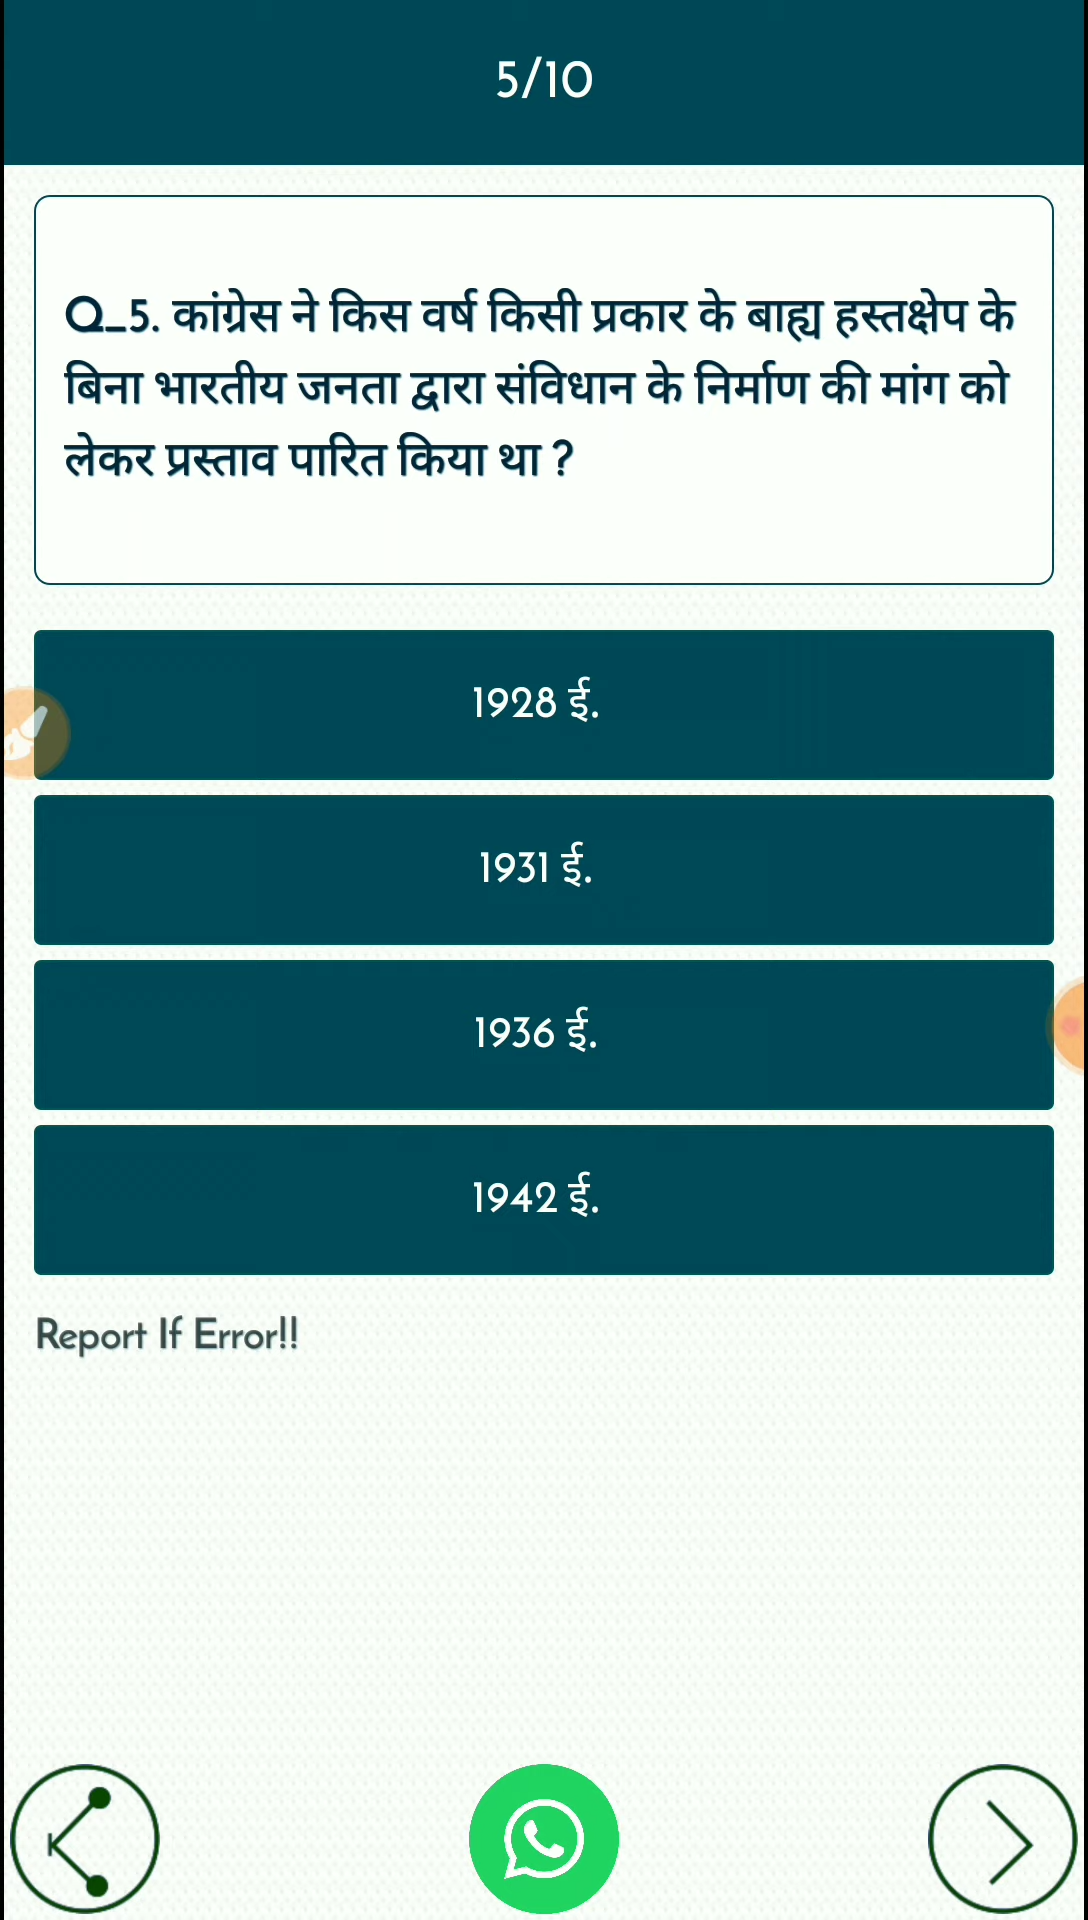 5/10
Q_5. कांग्रेस ने किस वर्ष किसी प्रकार के बाह्य हस्तक्षेप के
बिना भारतीय जनता द्वारा संविधान के निर्माण की मांग को
लेकर प्रस्ताव पारित किया था ?
1928 ई.
1931 ई.
1936 ई.
1942 ई.
Report If Error!!